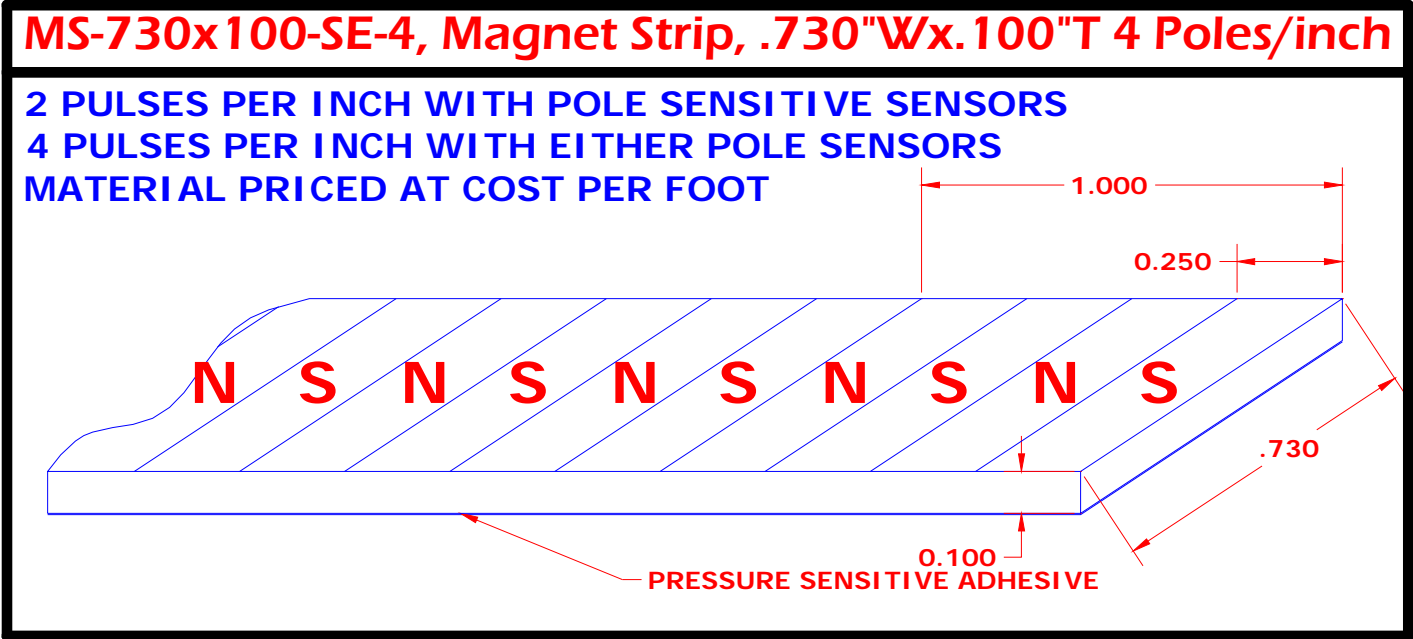 MS-730x100-SE-4, Magnet Strip, .730"Wx.100"T 4 Poles/inch
2 PULSES PER INCH WITH POLE SENSITIVE SENSORS
4 PULSES PER INCH WITH EITHER POLE SENSORS
MATERIAL PRICED AT COST PER FOOT
1.000
0.250
N S N S N S N S N S
.730
0.100
PRESSURE SENSITIVE ADHESIVE